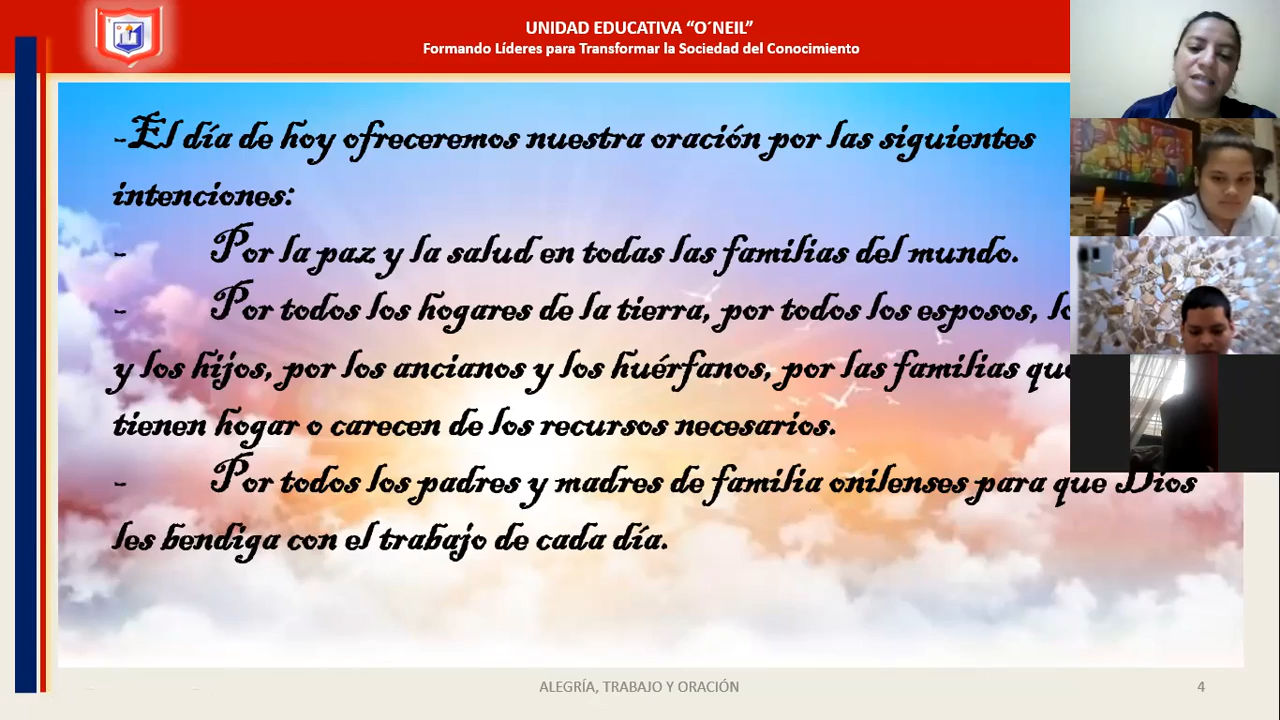 UNIDAD EDUCATIVA “O´NEIL”
Formando Líderes para Transformar la Sociedad del Conocimiento
-El día de hoy ofreceremos nuestra oración por las siguientes
intenciones:
- Por la paz y la salud en todas las familias del mundo.
- Por todos los hogares de la tierra, por todos los esposos,
y los hijos, por los ancianos y los huérfanos, por las familias que
tienen hogar o carecen de los recursos necesarios.
- Por todos los padres y madres de familia onilenses para que Dios
les bendiga con el trabajo de cada día.
ALEGRÍA, TRABAJO Y ORACIÓN
4